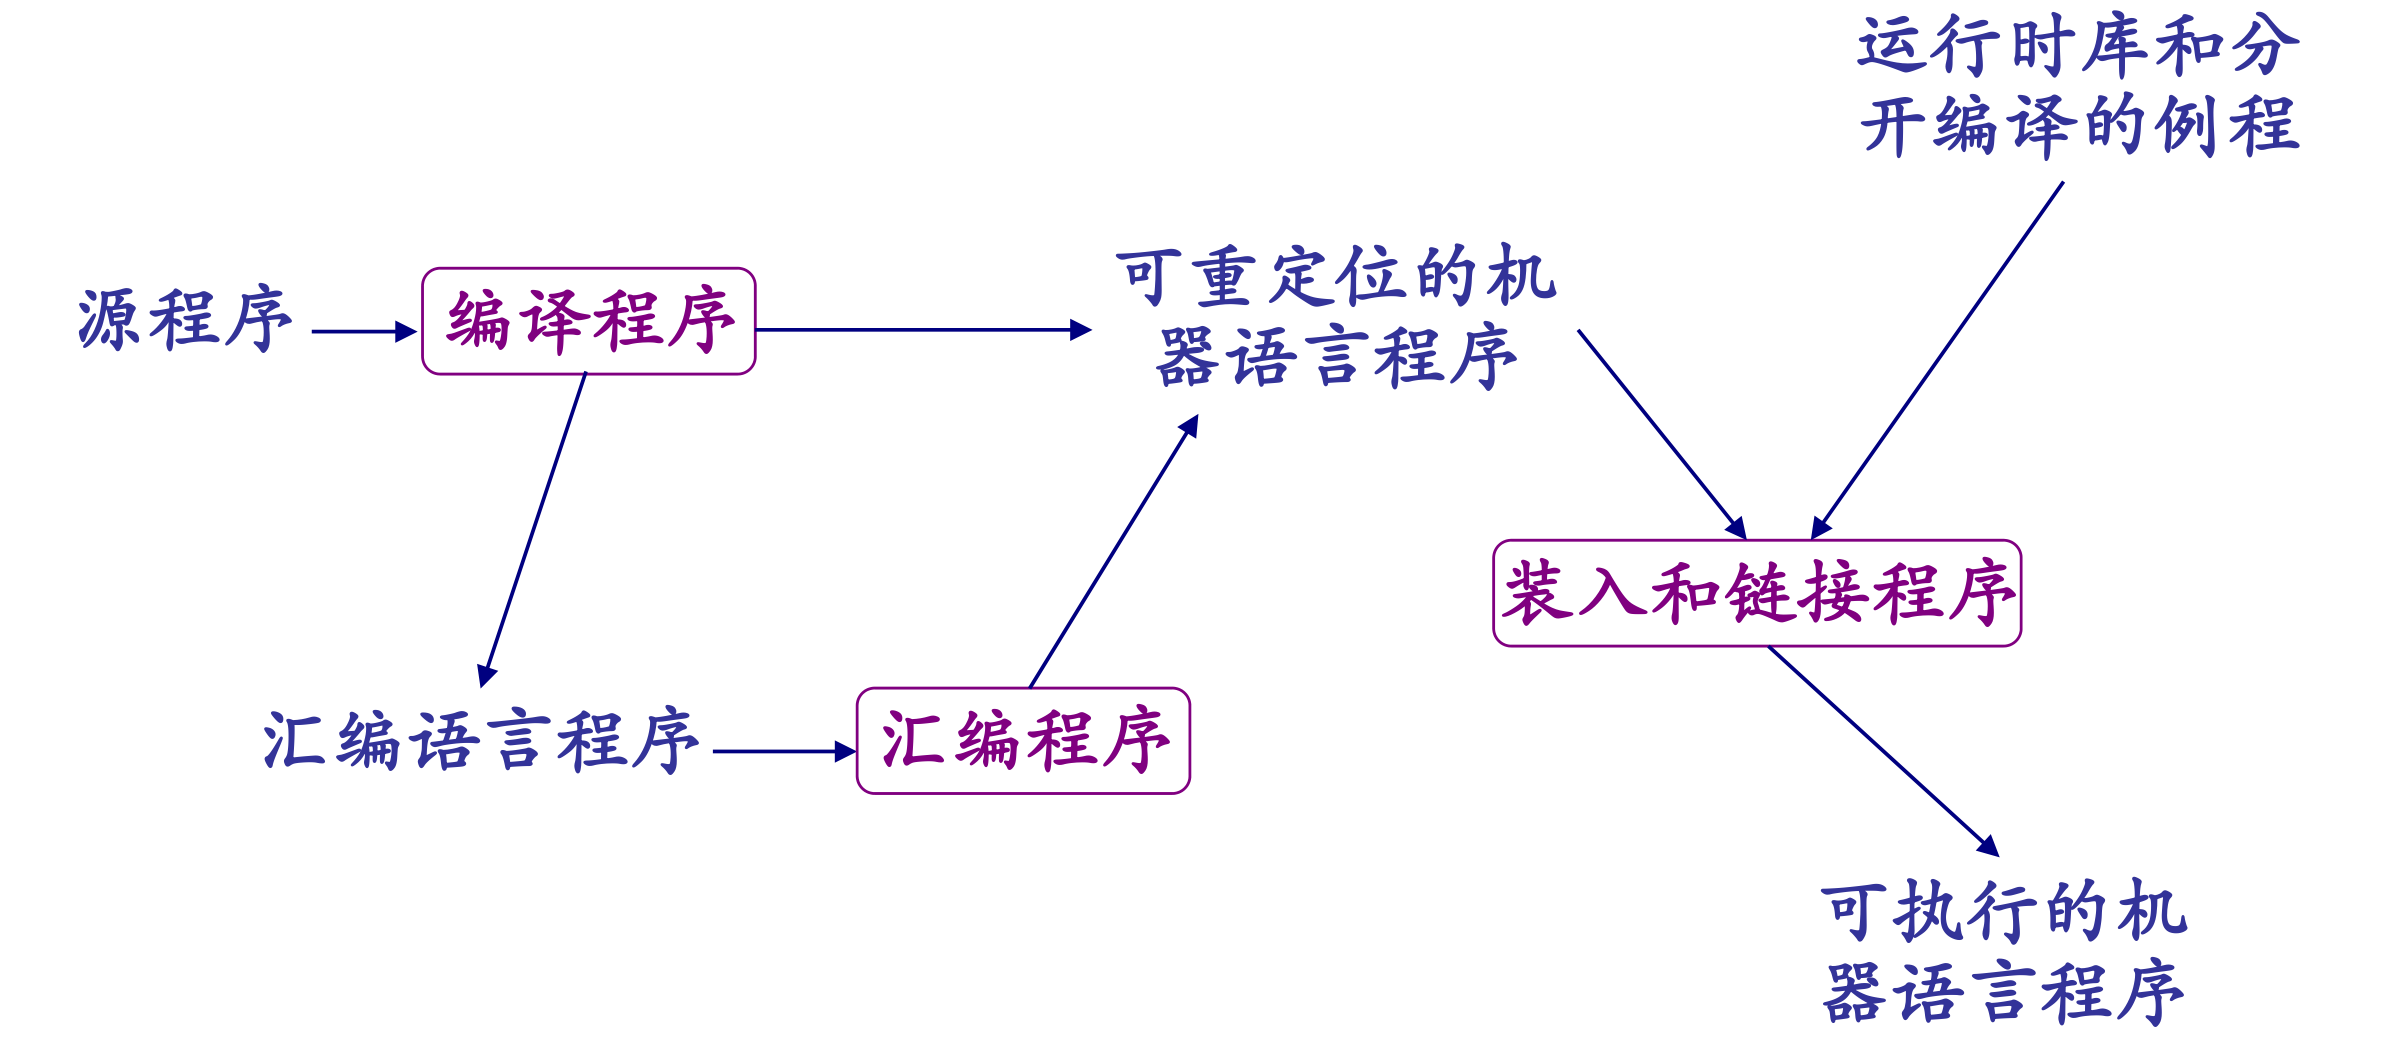 运行时库和分
开编译的例程
源程序
编译程序
可重定位的机
器语言程序
装入和链接程序
汇编语言程序
汇编程序
可执行的机
器语言程序